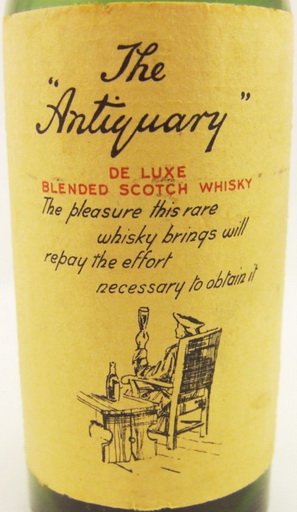 The
"Antiquary"
DE LUXE
BLENDED SCOTCH WHISKY
The pleasure this rare
whisky brings will
repay the effort
necessary to obtain it